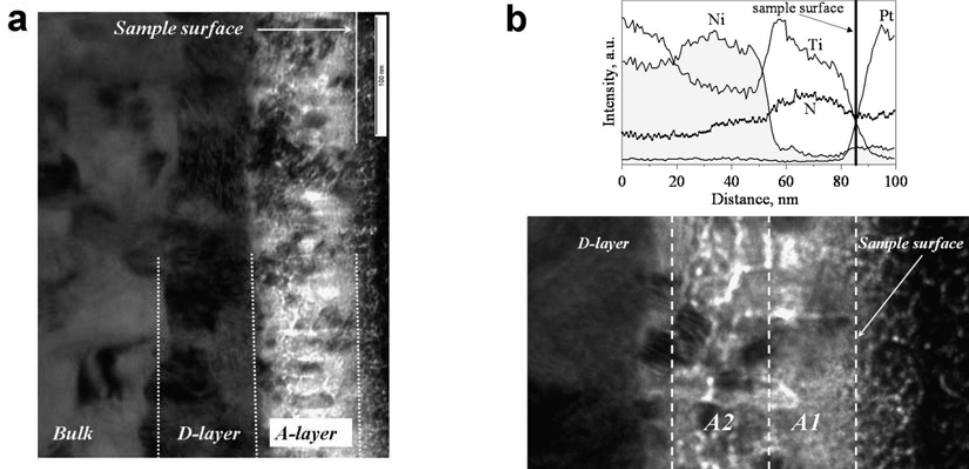 a
Sample surface
100 nm
Bulk
D-layer
A-layer
b
sample surface
Pt
Ni
Ti
N
Intensity, a.u.
0 20 40 60 80 100
Distance, nm
D-layer
Sample surface
A2
A1